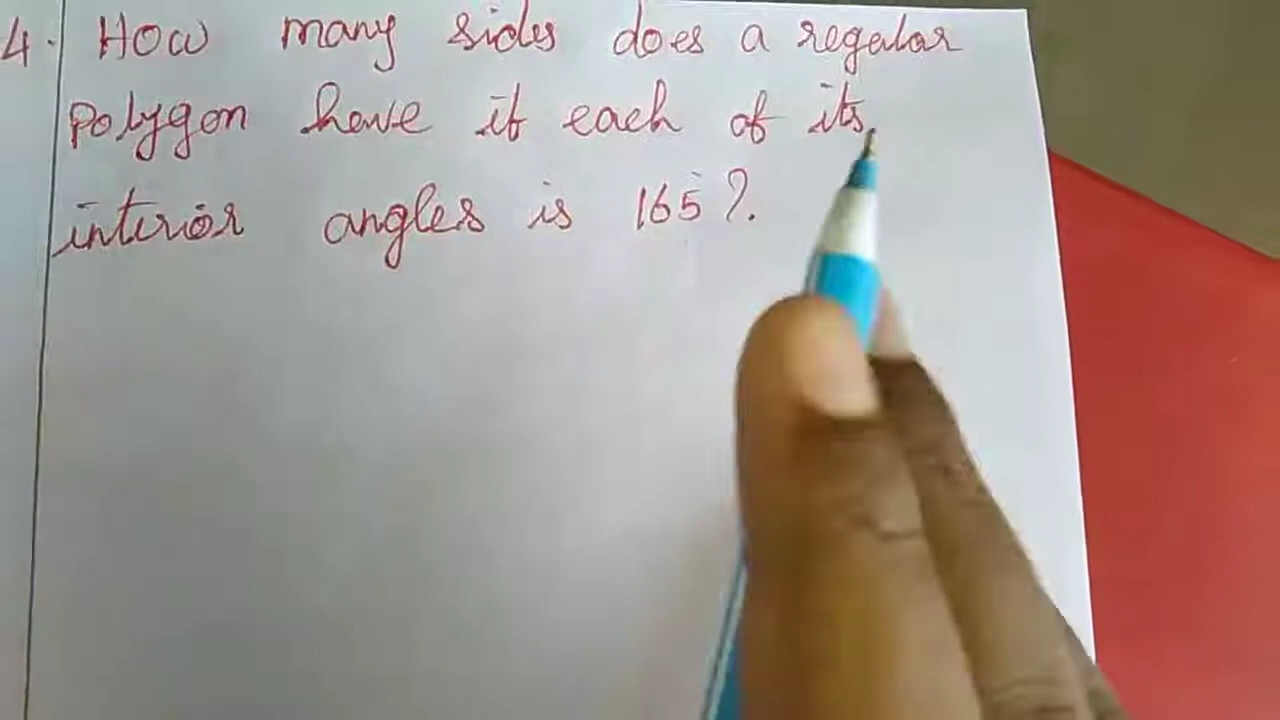 4. How many sides does a regular
Polygon have if each of its
interior angles is 165°?.